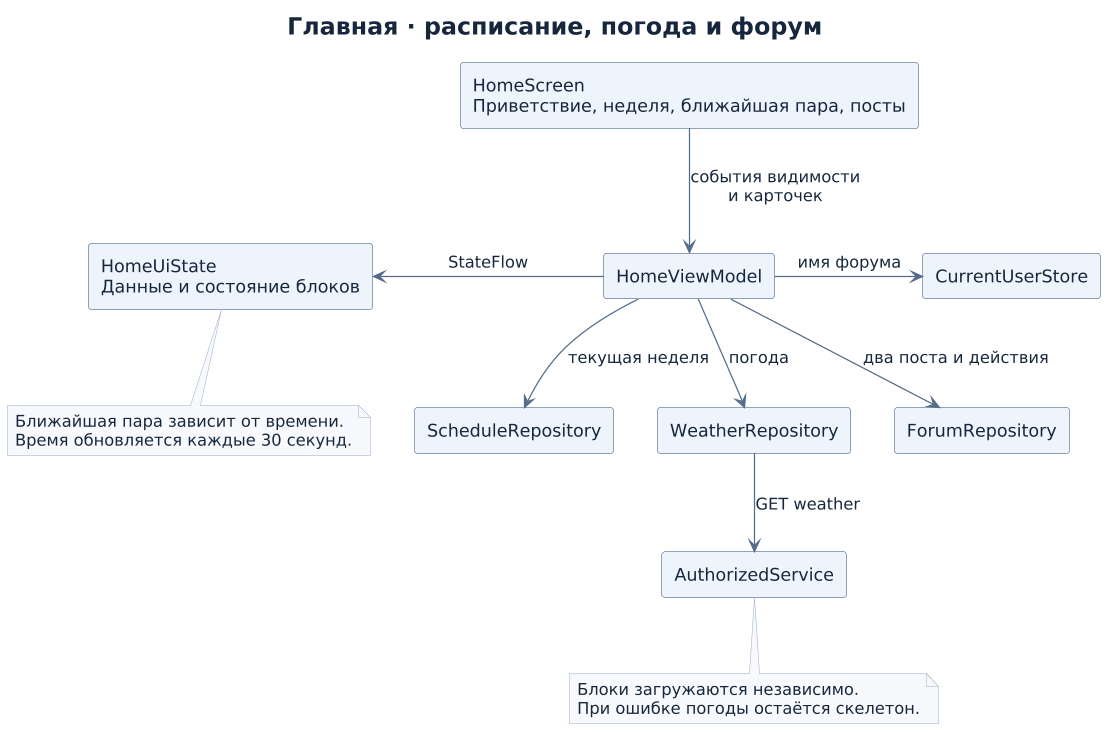 Главная · расписание, погода и форум
HomeScreen
Приветствие, неделя, ближайшая пара, посты
события видимости
и карточек
HomeUiState
Данные и состояние блоков
StateFlow
HomeViewModel
имя форума
CurrentUserStore
текущая неделя
погода
два поста и действия
Ближайшая пара зависит от времени.
Время обновляется каждые 30 секунд.
ScheduleRepository
WeatherRepository
ForumRepository
GET weather
AuthorizedService
Блоки загружаются независимо.
При ошибке погоды остаётся скелетон.